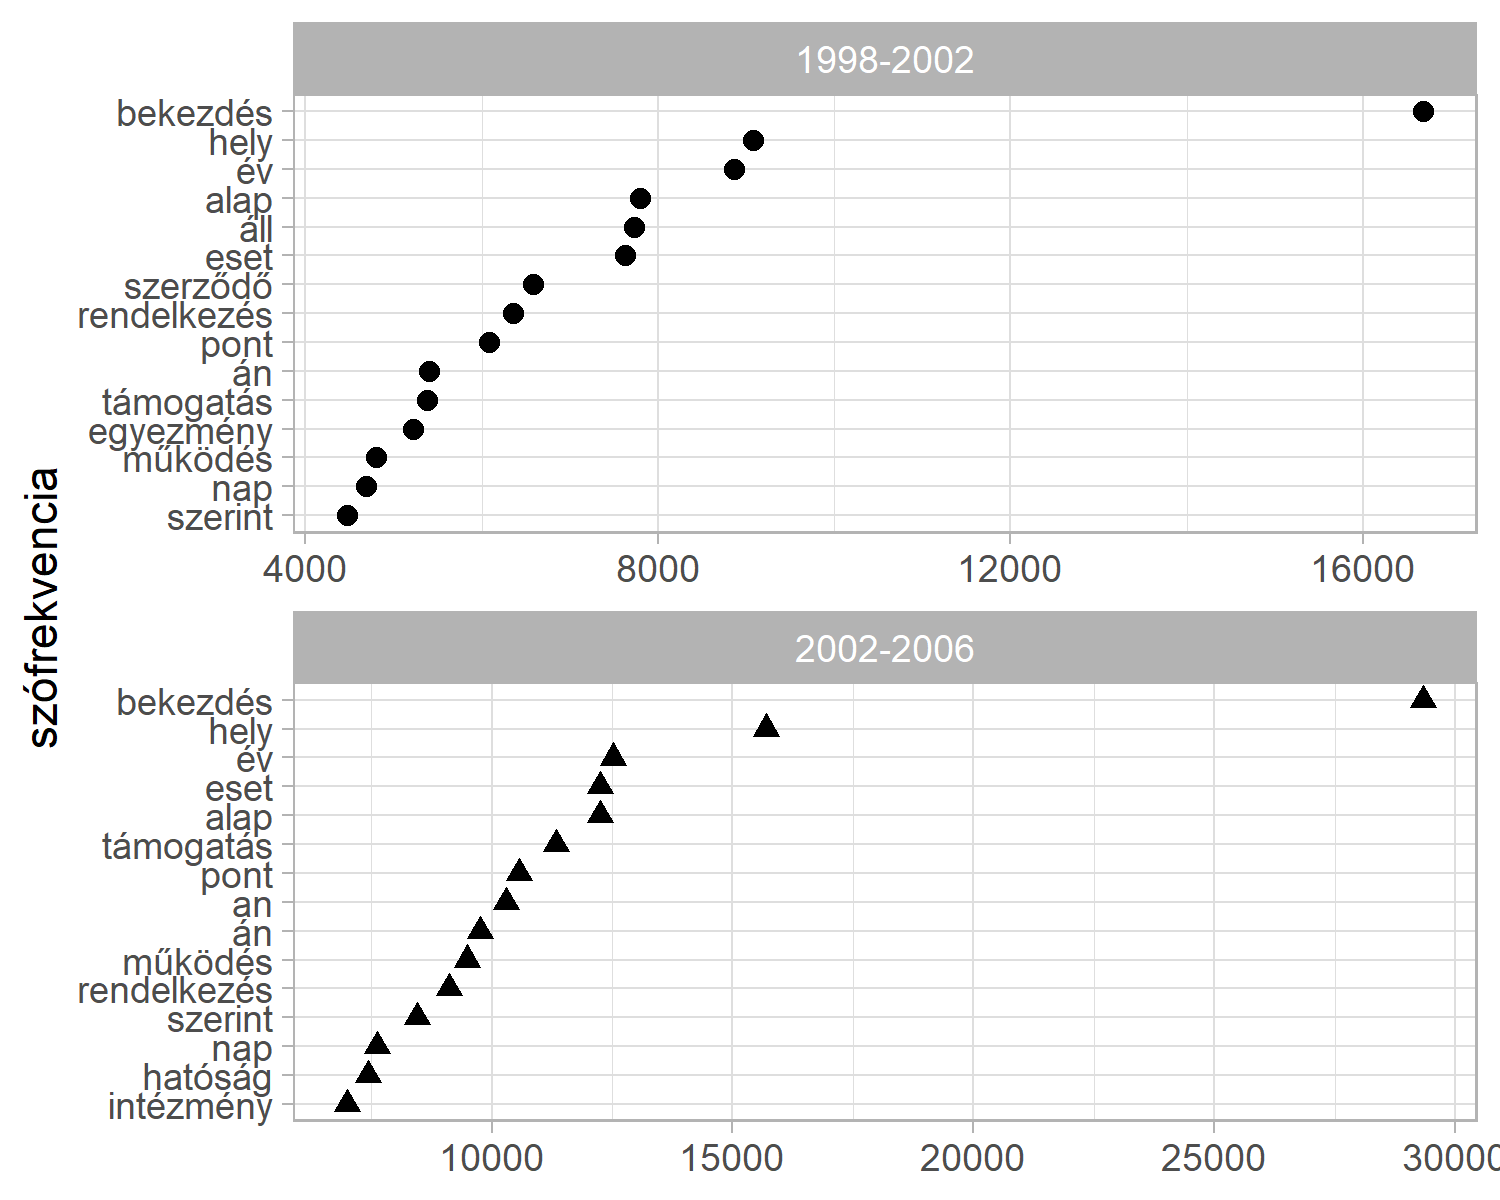 1998-2002
bekezdés
hely
év
alap
áll
eset
szerződő
rendelkezés
pont
án
támogatás
egyezmény
működés
nap
szerint
4000 8000 12000 16000
szófrekvencia
2002-2006
bekezdés
hely
év
eset
alap
támogatás
pont
an
án
működés
rendelkezés
szerint
nap
hatóság
intézmény
10000 15000 20000 25000 30000